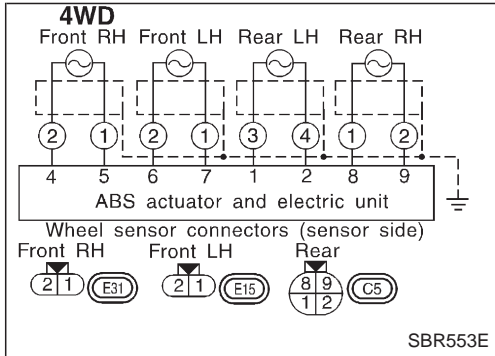 4WD
Front RH Front LH Rear LH Rear RH
2 1 2 1 3 4 1 2
4 5 6 7 1 2 8 9
ABS actuator and electric unit
Wheel sensor connectors (sensor side)
Front RH Front LH Rear
2 1 E31 2 1 E15 8 9 C5
1 2
SBR553E